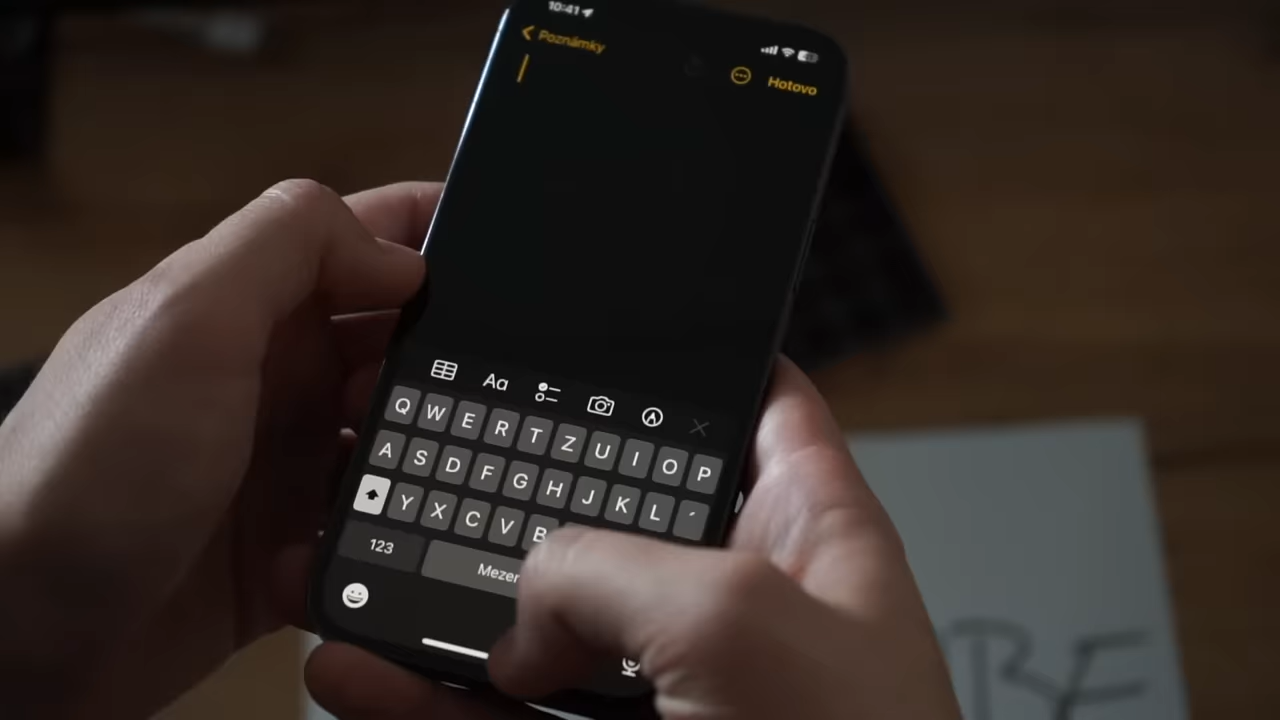 10:41
Poznámky
Hotovo
Aa
Q W E R T Z U I O P
A S D F G H J K L ´
Y X C V B
123